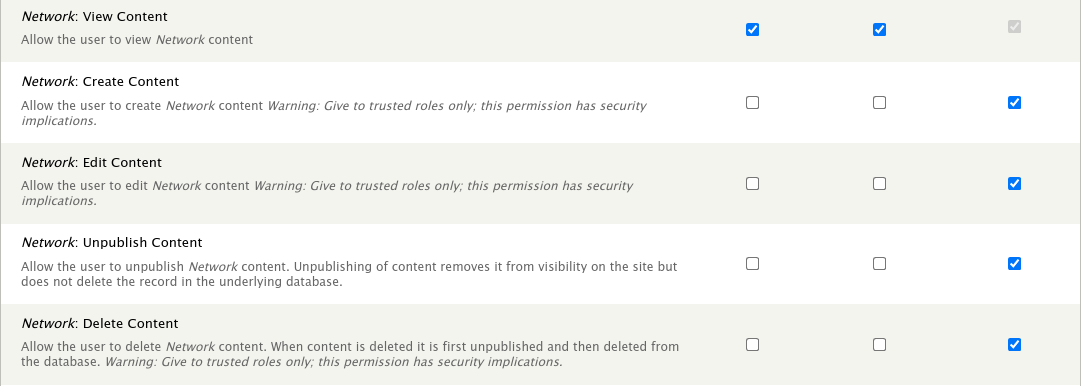 Network: View Content
Allow the user to view Network content
Network: Create Content
Allow the user to create Network content Warning: Give to trusted roles only; this permission has security
implications.
Network: Edit Content
Allow the user to edit Network content Warning: Give to trusted roles only; this permission has security
implications.
Network: Unpublish Content
Allow the user to unpublish Network content. Unpublishing of content removes it from visibility on the site but
does not delete the record in the underlying database.
Network: Delete Content
Allow the user to delete Network content. When content is deleted it is first unpublished and then deleted from
the database. Warning: Give to trusted roles only; this permission has security implications.